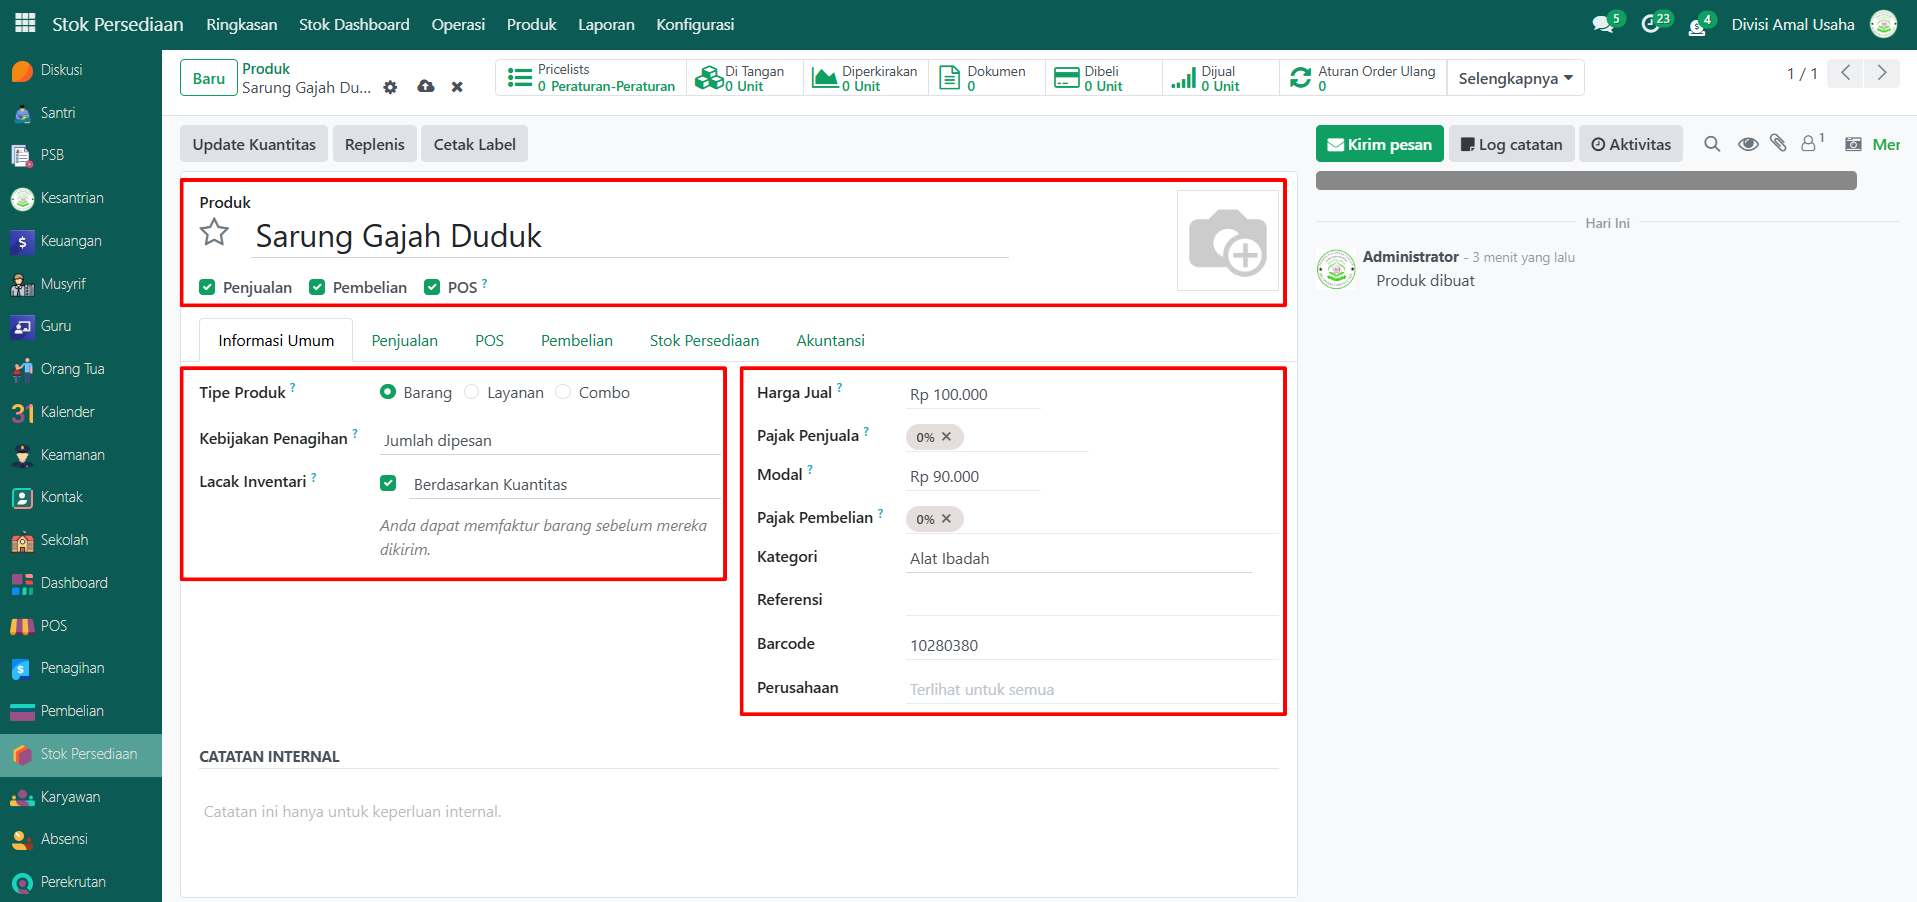 Stok Persediaan Ringkasan Stok Dashboard Operasi Produk Laporan Konfigurasi 5 23 4 Divisi Amal Usaha
Diskusi
Santri
PSB
Kesantrian
Keuangan
Musyrif
Guru
Orang Tua
31 Kalender
Keamanan
Kontak
Sekolah
Dashboard
POS
Penagihan
Pembelian
Stok Persediaan
Karyawan
Absensi
Perekrutan
Baru
Produk
Sarung Gajah Du...
Pricelists
0 Peraturan-Peraturan
Di Tangan
0 Unit
Diperkirakan
0 Unit
Dokumen
0
Dibeli
0 Unit
Dijual
0 Unit
Aturan Order Ulang
0
Selengkapnya
1 / 1
Update Kuantitas Replenis Cetak Label
Kirim pesan Log catatan Aktivitas 1 Mer
Produk
Sarung Gajah Duduk
Penjualan Pembelian POS ?
Informasi Umum Penjualan POS Pembelian Stok Persediaan Akuntansi
Tipe Produk ? Barang Layanan Combo
Kebijakan Penagihan ? Jumlah dipesan
Lacak Inventari ? Berdasarkan Kuantitas
Anda dapat memfaktur barang sebelum mereka
dikirim.
Harga Jual ? Rp 100.000
Pajak Penjuala ? 0% ×
Modal ? Rp 90.000
Pajak Pembelian ? 0% ×
Kategori Alat Ibadah
Referensi
Barcode 10280380
Perusahaan Terlihat untuk semua
CATATAN INTERNAL
Catatan ini hanya untuk keperluan internal.
Hari Ini
Administrator - 3 menit yang lalu
Produk dibuat